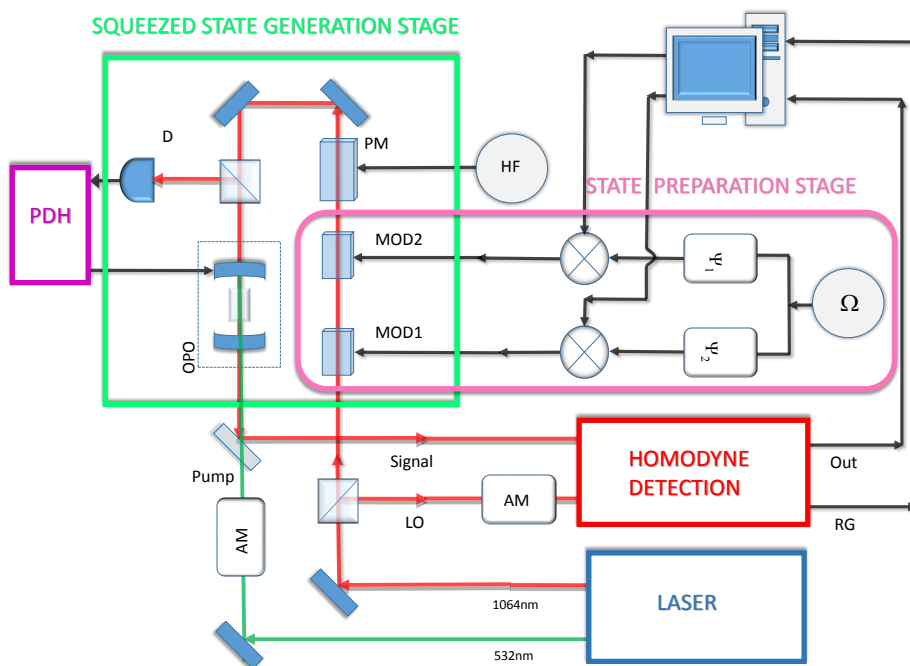 SQUEEZED STATE GENERATION STAGE
D
PM
HF
STATE PREPARATION STAGE
PDH
MOD2
Ψ1
Ω
MOD1
Ψ2
OPO
Signal
HOMODYNE
DETECTION
Out
Pump
AM
LO
AM
RG
1064nm
LASER
532nm